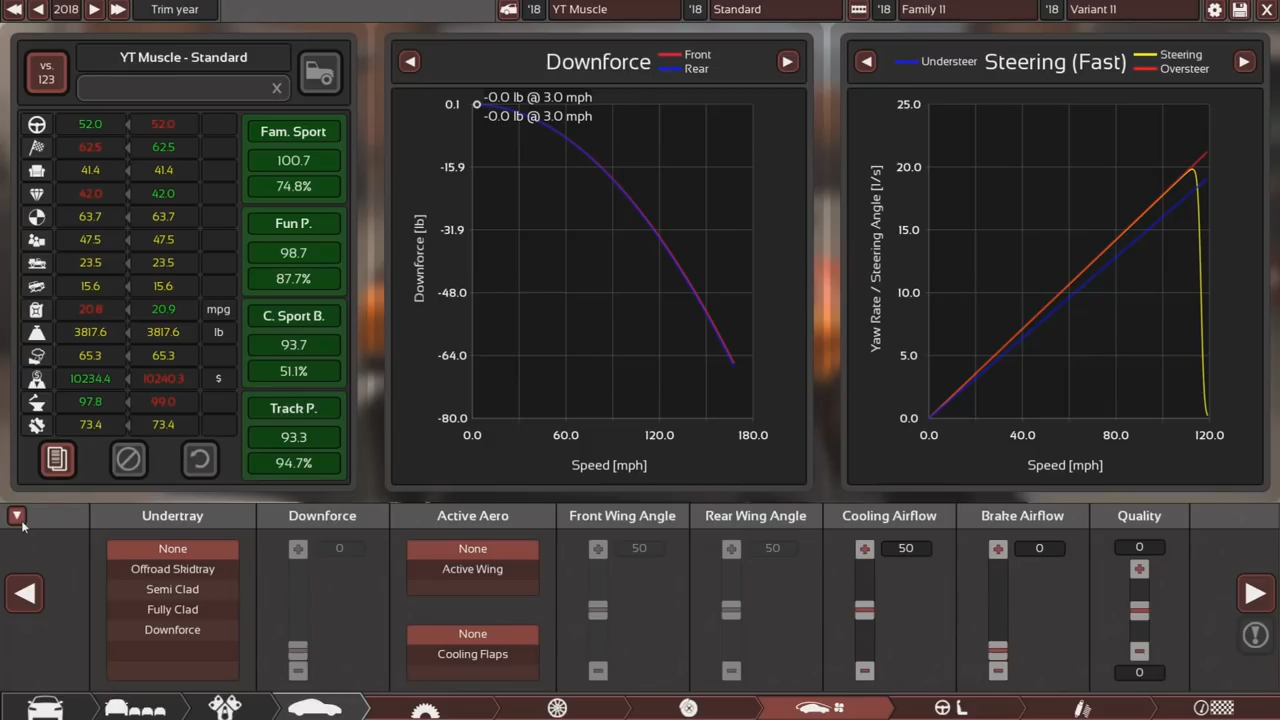 2018
Trim year
'18
YT Muscle
'18
Standard
'18
Family 11
'18
Variant 11
vs.
123
YT Muscle - Standard
X
52.0 52.0
62.5 62.5
41.4 41.4
42.0 42.0
63.7 63.7
47.5 47.5
23.5 23.5
15.6 15.6
20.8 20.9 mpg
3817.6 3817.6 lb
65.3 65.3
10234.4 10240.3 $
97.8 99.0
73.4 73.4
Fam. Sport
100.7
74.8%
Fun P.
98.7
87.7%
C. Sport B.
93.7
51.1%
Track P.
93.3
94.7%
Downforce
Front
Rear
-0.0 lb @ 3.0 mph
-0.0 lb @ 3.0 mph
0.1
-15.9
-31.9
-48.0
-64.0
-80.0
Downforce [lb]
0.0 60.0 120.0 180.0
Speed [mph]
Understeer
Steering (Fast)
Steering
Oversteer
25.0
20.0
15.0
10.0
5.0
0.0
Yaw Rate / Steering Angle [1/s]
0.0 40.0 80.0 120.0
Speed [mph]
Undertray
None
Offroad Skidtray
Semi Clad
Fully Clad
Downforce
Downforce
0
Active Aero
None
Active Wing
None
Cooling Flaps
Front Wing Angle
50
Rear Wing Angle
50
Cooling Airflow
50
Brake Airflow
0
Quality
0
0